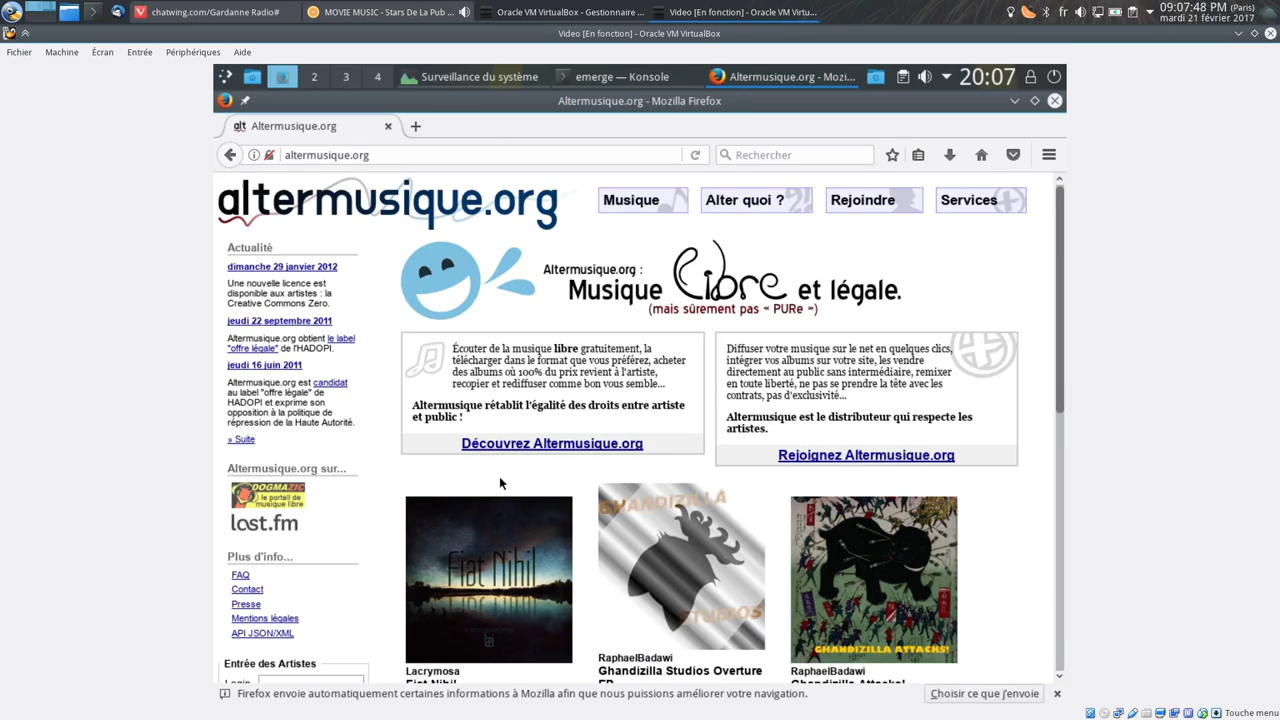 chatwing.com/Gardanne Radio#
MOVIE MUSIC - Stars De La Pub ...
Oracle VM VirtualBox - Gestionnaire ...
Video [En fonction] - Oracle VM Virtu...
fr
09:07:48 PM (Paris)
mardi 21 février 2017
Video [En fonction] - Oracle VM VirtualBox
Fichier Machine Écran Entrée Périphériques Aide
2 3 4 Surveillance du système emerge — Konsole Altermusique.org - Mozi... 20:07
Altermusique.org - Mozilla Firefox
alt Altermusique.org
altermusique.org
Rechercher
altermusique.org
Musique Alter quoi ? Rejoindre Services
Actualité
dimanche 29 janvier 2012
Une nouvelle licence est
disponible aux artistes : la
Creative Commons Zero.
jeudi 22 septembre 2011
Altermusique.org obtient le label
"offre légale" de l'HADOPI.
jeudi 16 juin 2011
Altermusique.org est candidat
au label "offre légale" de
HADOPI et exprime son
opposition à la politique de
répression de la Haute Autorité.
» Suite
Altermusique.org sur...
DOGMAZIC
le portail de
musique libre
last.fm
Plus d'info...
FAQ
Contact
Presse
Mentions légales
API JSON/XML
Entrée des Artistes
Login
Altermusique.org :
Musique Libre et légale.
(mais sûrement pas « PURe »)
Écouter de la musique libre gratuitement, la
télécharger dans le format que vous préférez, acheter
des albums où 100% du prix revient à l'artiste,
recopier et rediffuser comme bon vous semble...
Altermusique rétablit l'égalité des droits entre artiste
et public !
Découvrez Altermusique.org
Diffuser votre musique sur le net en quelques clics,
intégrer vos albums sur votre site, les vendre
directement au public sans intermédiaire, remixer
en toute liberté, ne pas se prendre la tête avec les
contrats, pas d'exclusivité...
Altermusique est le distributeur qui respecte les
artistes.
Rejoignez Altermusique.org
Fiat Nihil
Lacrymosa
Fiat Nihil
GHANDIZILLA
STUDIOS
RaphaelBadawi
Ghandizilla Studios Overture
EP
GHANDIZILLA ATTACKS!
RaphaelBadawi
Ghandizilla Attacks!
Firefox envoie automatiquement certaines informations à Mozilla afin que nous puissions améliorer votre navigation.
Choisir ce que j'envoie
Touche menu